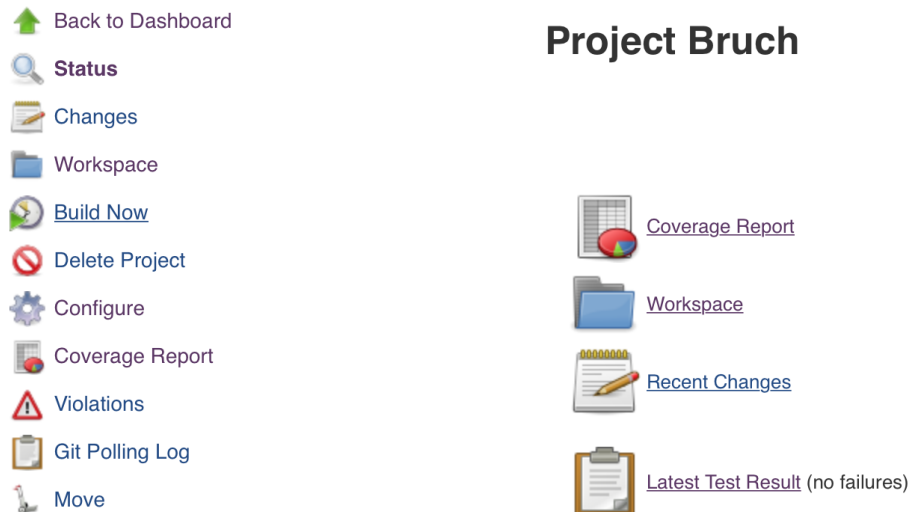 Back to Dashboard
Status
Changes
Workspace
Build Now
Delete Project
Configure
Coverage Report
Violations
Git Polling Log
Move
Project Bruch
Coverage Report
Workspace
Recent Changes
Latest Test Result (no failures)